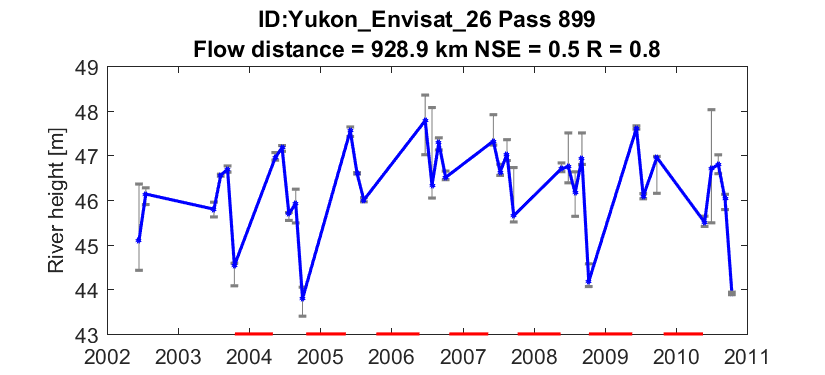 ID:Yukon_Envisat_26 Pass 899
Flow distance = 928.9 km NSE = 0.5 R = 0.8
River height [m]
49
48
47
46
45
44
43
2002 2003 2004 2005 2006 2007 2008 2009 2010 2011